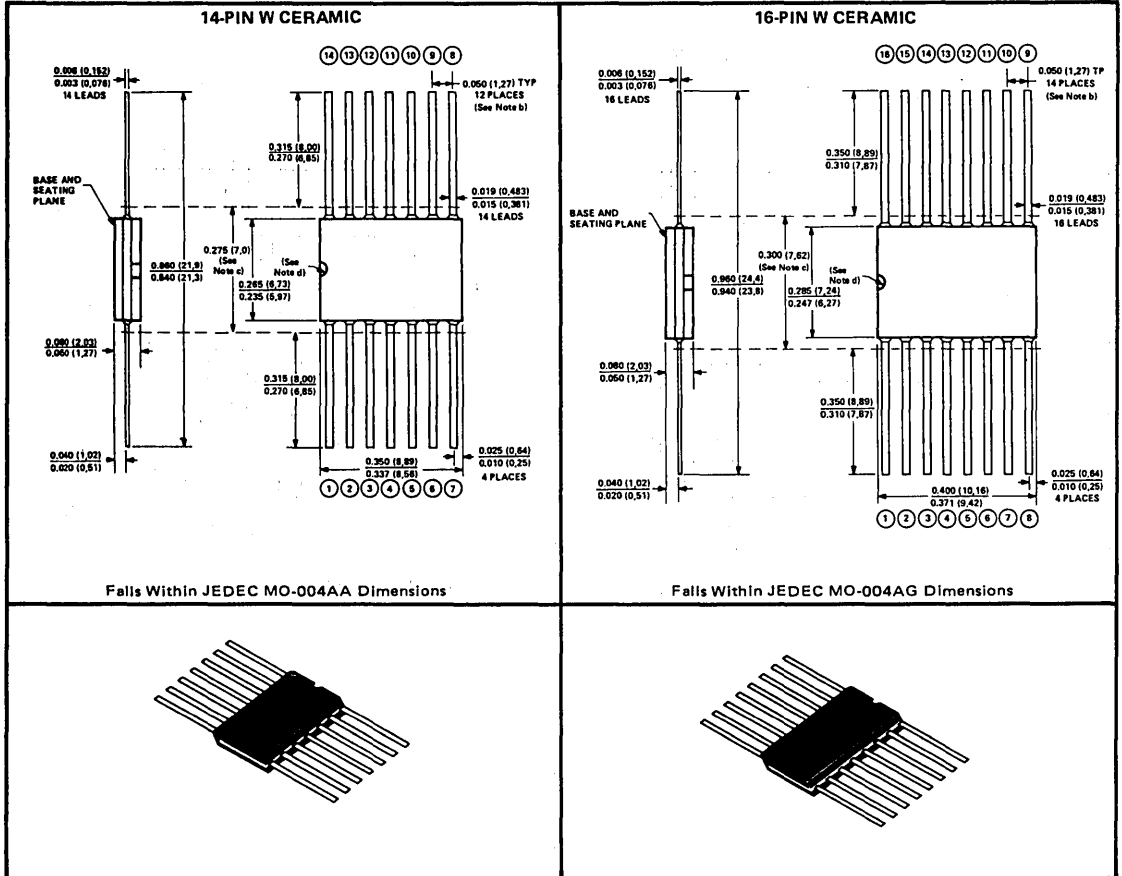 14-PIN W CERAMIC
14 13 12 11 10 9 8
0.006 (0,152)
0.003 (0,076)
14 LEADS
0.050 (1,27) TYP
12 PLACES
(See Note b)
0.315 (8,00)
0.270 (6,85)
BASE AND
SEATING
PLANE
0.019 (0,483)
0.015 (0,381)
14 LEADS
0.275 (7,0)
(See
Note c)
(See
Note d)
0.860 (21,9)
0.840 (21,3)
0.265 (6,73)
0.235 (5,97)
0.080 (2,03)
0.050 (1,27)
0.315 (8,00)
0.270 (6,85)
0.040 (1,02)
0.020 (0,51)
0.350 (8,89)
0.337 (8,56)
0.025 (0,64)
0.010 (0,25)
4 PLACES
1 2 3 4 5 6 7
Falls Within JEDEC MO-004AA Dimensions
16-PIN W CERAMIC
16 15 14 13 12 11 10 9
0.006 (0,152)
0.003 (0,076)
16 LEADS
0.050 (1,27) TP
14 PLACES
(See Note b)
0.350 (8,89)
0.310 (7,87)
0.019 (0,483)
0.015 (0,381)
16 LEADS
BASE AND
SEATING PLANE
0.300 (7,62)
(See Note c)
(See
Note d)
0.960 (24,4)
0.940 (23,8)
0.285 (7,24)
0.247 (6,27)
0.080 (2,03)
0.050 (1,27)
0.350 (8,89)
0.310 (7,87)
0.040 (1,02)
0.020 (0,51)
0.400 (10,16)
0.371 (9,42)
0.025 (0,64)
0.010 (0,25)
4 PLACES
1 2 3 4 5 6 7 8
Falls Within JEDEC MO-004AG Dimensions